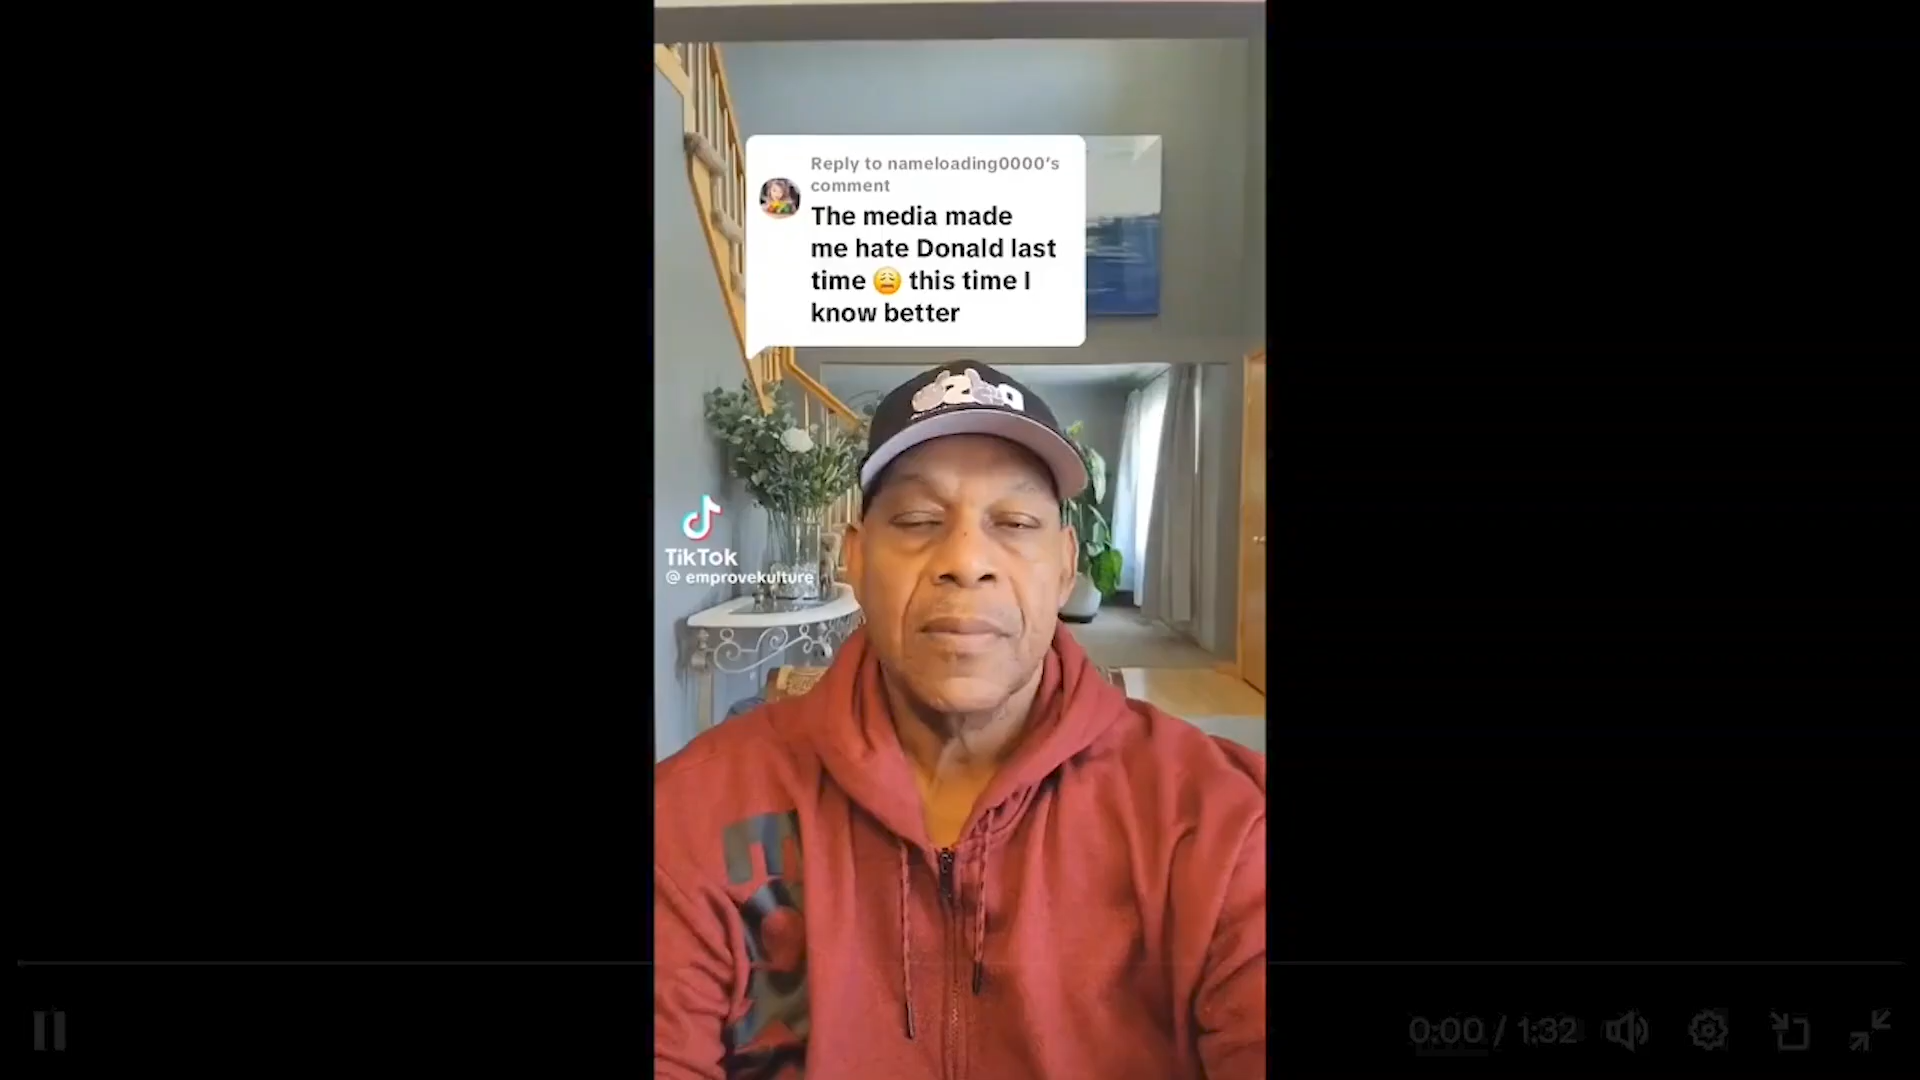 Reply to nameloading0000's
comment
The media made
me hate Donald last
time 😩 this time I
know better
TikTok
@ emprovekulture
0:00 / 1:32